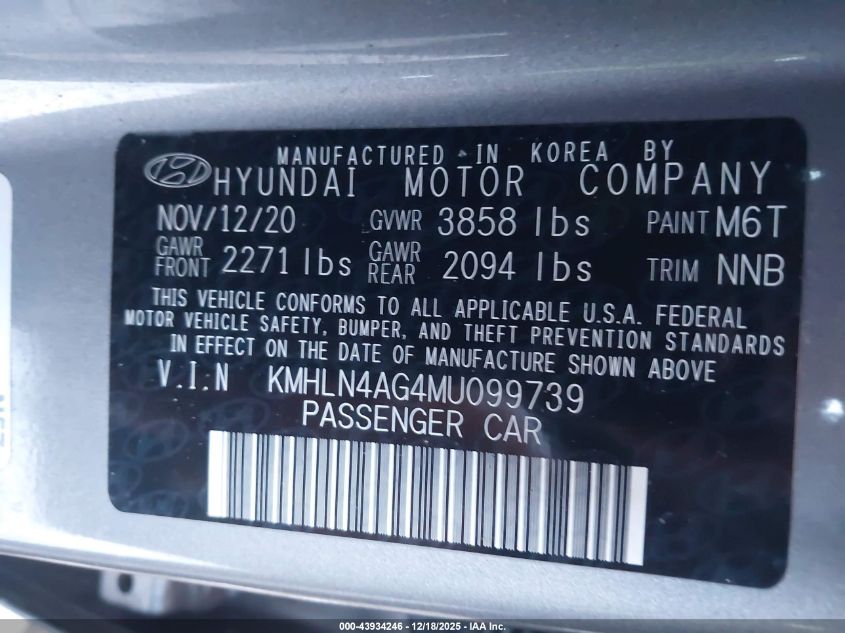 MANUFACTURED IN KOREA BY
HYUNDAI MOTOR COMPANY
NOV/12/20 GVWR 3858 lbs PAINT M6T
GAWR FRONT 2271 lbs GAWR REAR 2094 lbs TRIM NNB
THIS VEHICLE CONFORMS TO ALL APPLICABLE U.S.A. FEDERAL
MOTOR VEHICLE SAFETY, BUMPER, AND THEFT PREVENTION STANDARDS
IN EFFECT ON THE DATE OF MANUFACTURE SHOWN ABOVE
V.I.N KMHLN4AG4MU099739
PASSENGER CAR
000-43934246 - 12/18/2025 - IAA Inc.